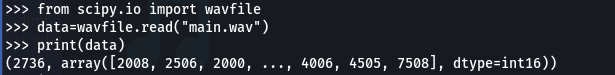 >>> from scipy.io import wavfile
>>> data=wavfile.read("main.wav")
>>> print(data)
(2736, array([2008, 2506, 2000, ..., 4006, 4505, 7508], dtype=int16))